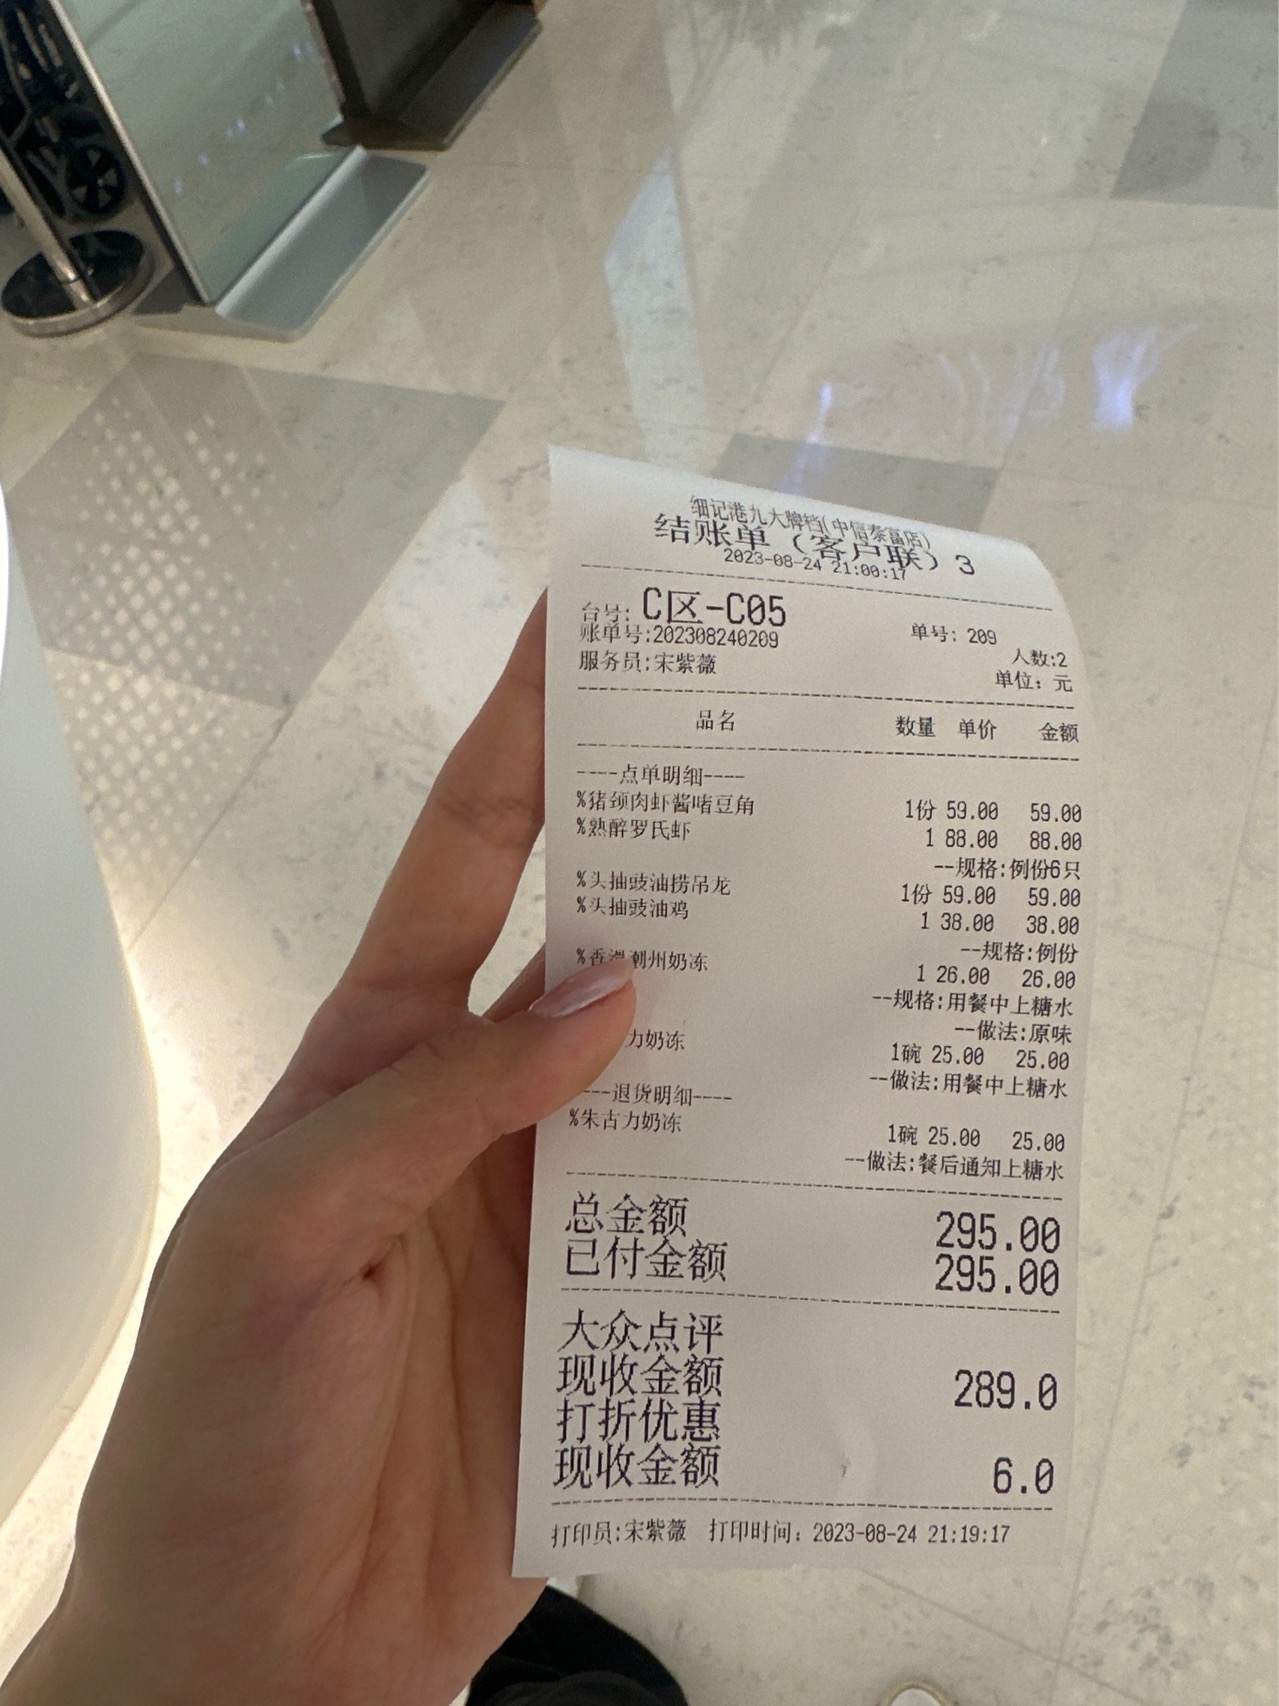 细记港九大牌档(中信泰富店)
结账单（客户联）3
2023-08-24 21:00:17
台号: C区-C05 单号: 209
账单号:202308240209 人数:2
服务员:宋紫薇 单位: 元
品名 数量 单价 金额
----点单明细----
%猪颈肉虾酱啫豆角 1份 59.00 59.00
%熟醉罗氏虾 1 88.00 88.00
--规格:例份6只
%头抽豉油捞吊龙 1份 59.00 59.00
%头抽豉油鸡 1 38.00 38.00
--规格:例份
%香 潮州奶冻 1 26.00 26.00
--规格:用餐中上糖水
--做法:原味
力奶冻 1碗 25.00 25.00
--做法:用餐中上糖水
----退货明细----
%朱古力奶冻 1碗 25.00 25.00
--做法:餐后通知上糖水
总金额 295.00
已付金额 295.00
大众点评
现收金额 289.0
打折优惠
现收金额 6.0
打印员:宋紫薇 打印时间: 2023-08-24 21:19:17